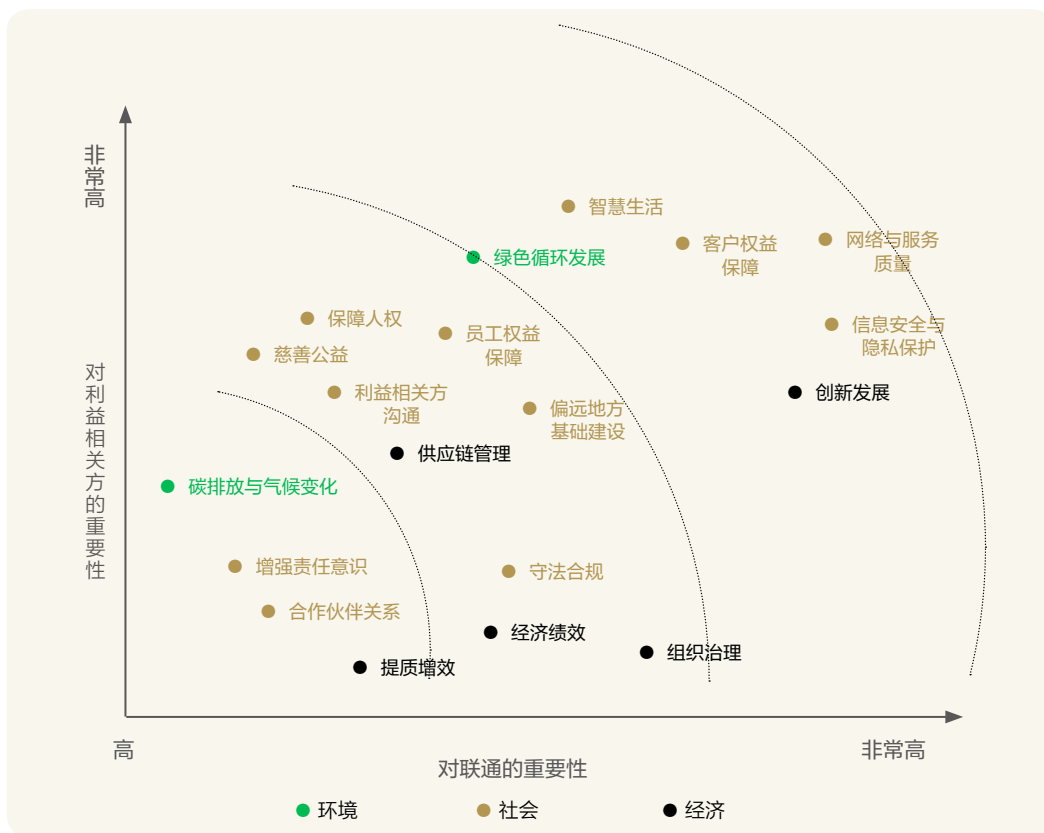 非常高
对利益相关方的重要性
智慧生活
客户权益
保障
网络与服务
质量
绿色循环发展
保障人权
员工权益
保障
信息安全与
隐私保护
慈善公益
利益相关方
沟通
创新发展
偏远地方
基础建设
供应链管理
碳排放与气候变化
增强责任意识
守法合规
合作伙伴关系
经济绩效
组织治理
提质增效
高
非常高
对联通的重要性
环境
社会
经济